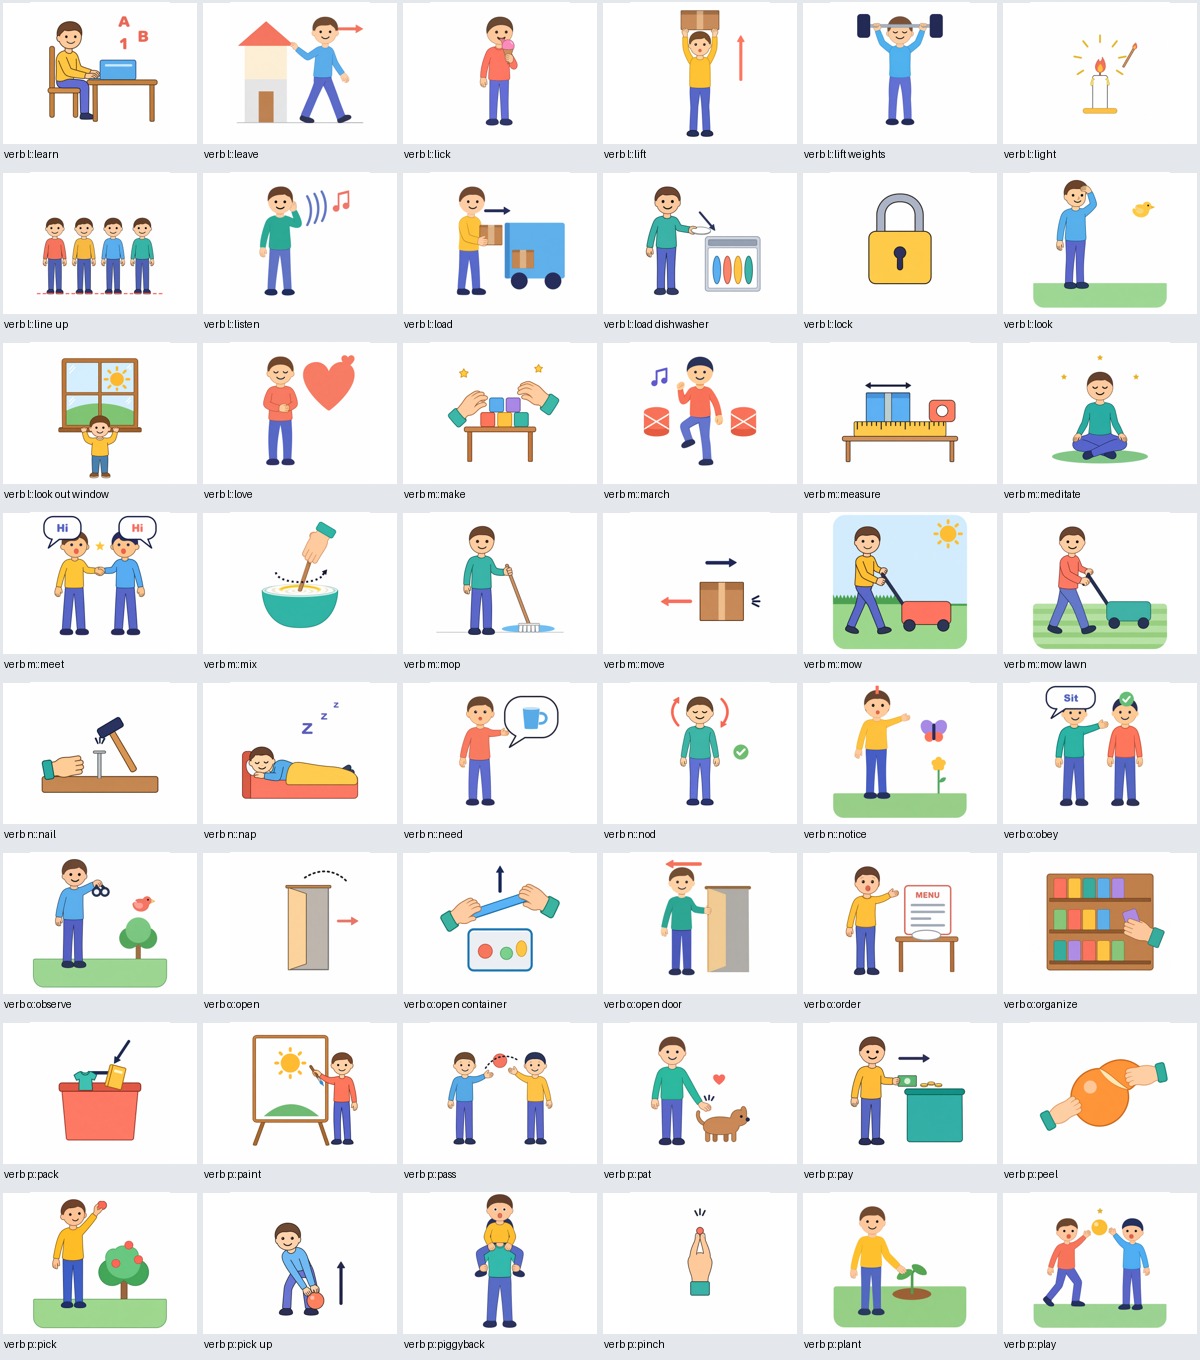 A
B
1
verb l::learn
verb l::leave
verb l::lick
verb l::lift
verb l::lift weights
verb l::light
verb l::line up
verb l::listen
verb l::load
verb l::load dishwasher
verb l::lock
verb l::look
verb l::look out window
verb l::love
verb m::make
verb m::march
verb m::measure
verb m::meditate
Hi
Hi
verb m::meet
verb m::mix
verb m::mop
verb m::move
verb m::mow
verb m::mow lawn
z
z
z
Sit
verb n::nail
verb n::nap
verb n::need
verb n::nod
verb n::notice
verb o::obey
MENU
verb o::observe
verb o::open
verb o::open container
verb o::open door
verb o::order
verb o::organize
verb p::pack
verb p::paint
verb p::pass
verb p::pat
verb p::pay
verb p::peel
verb p::pick
verb p::pick up
verb p::piggyback
verb p::pinch
verb p::plant
verb p::play